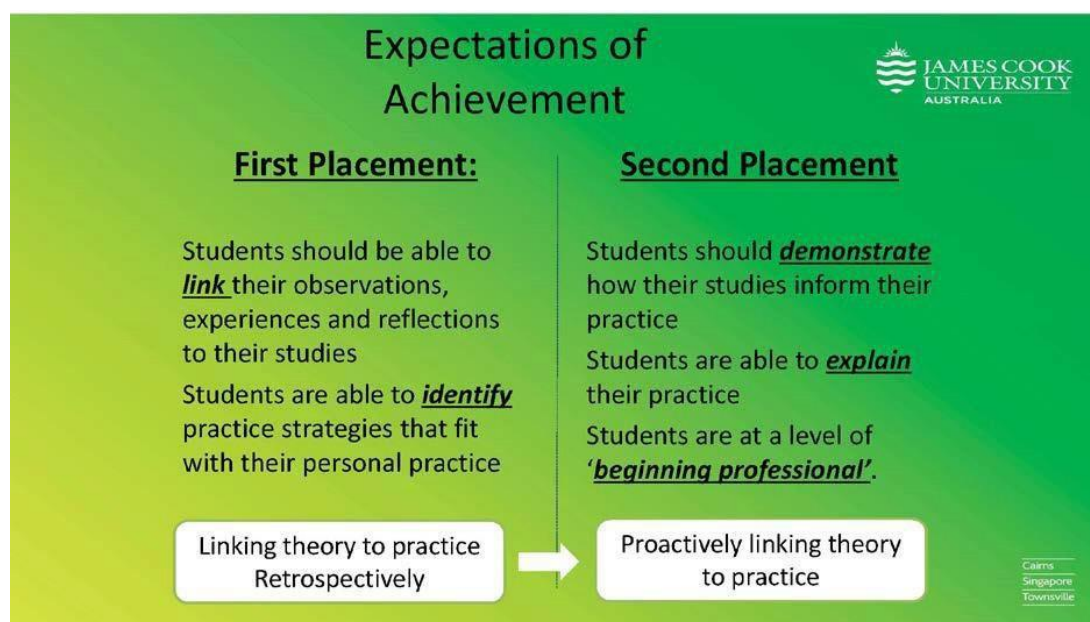 Expectations of
Achievement
JAMES COOK
UNIVERSITY
AUSTRALIA
First Placement:
Students should be able to
link their observations,
experiences and reflections
to their studies
Students are able to identify
practice strategies that fit
with their personal practice
Linking theory to practice
Retrospectively
Second Placement
Students should demonstrate
how their studies inform their
practice
Students are able to explain
their practice
Students are at a level of
‘beginning professional’.
Proactively linking theory
to practice
Cairns
Singapore
Townsville